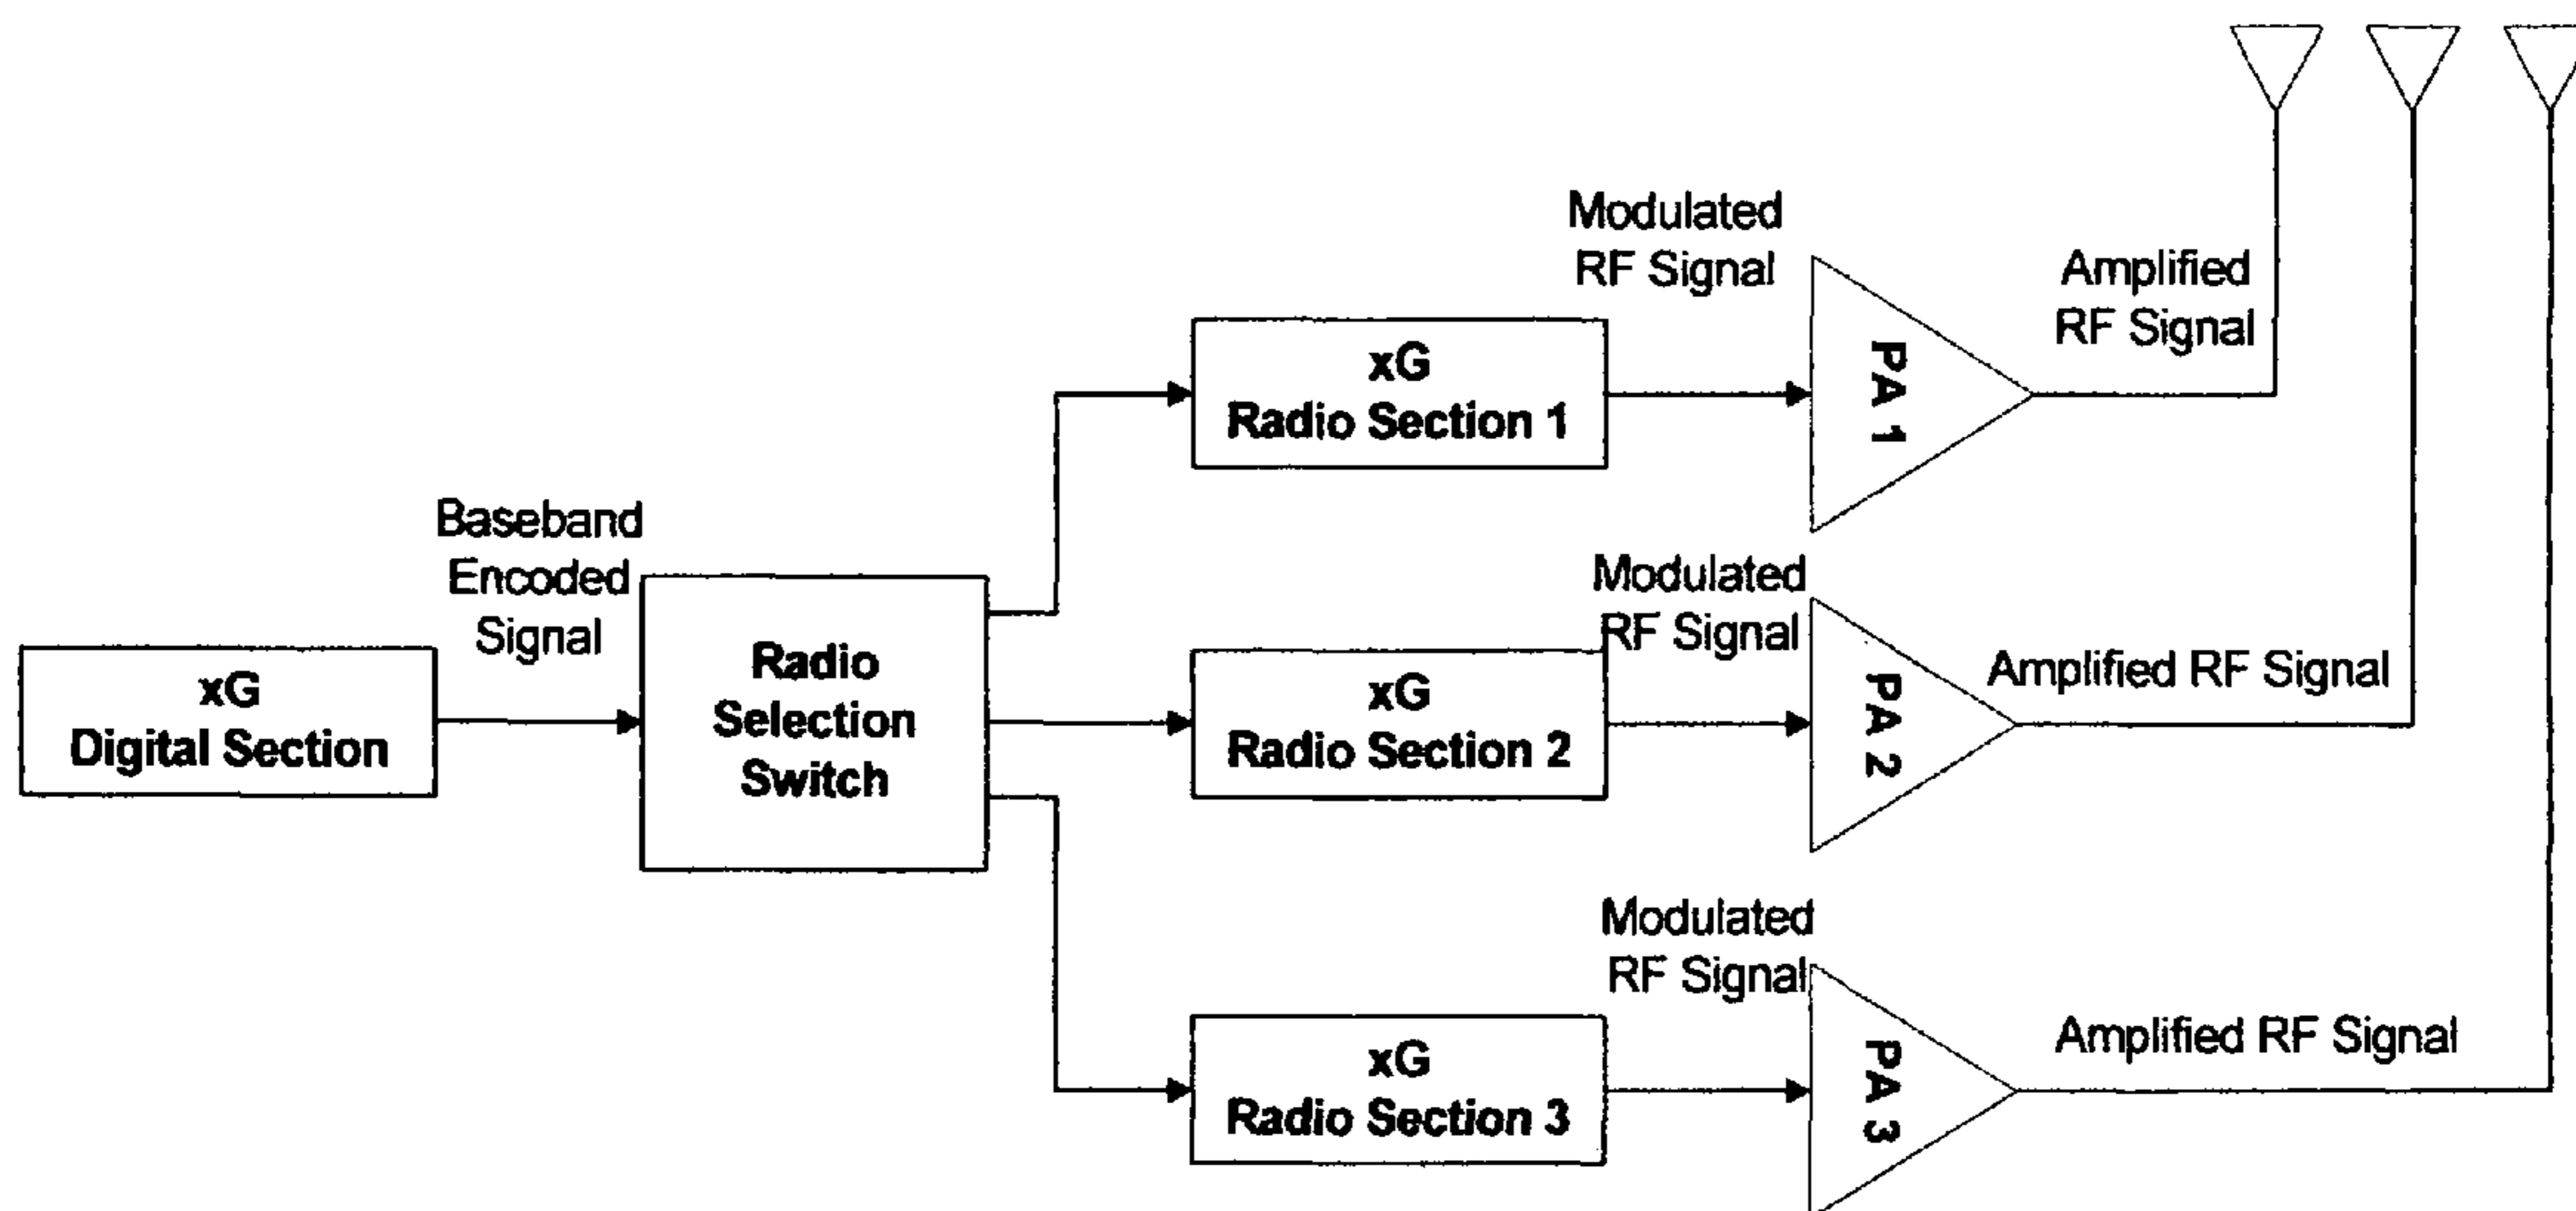 Modulated
RF Signal
Amplified
RF Signal
xG
Radio Section 1
PA 1
Baseband
Encoded
Signal
xG
Digital Section
Radio
Selection
Switch
Modulated
RF Signal
xG
Radio Section 2
PA 2
Amplified RF Signal
Modulated
RF Signal
xG
Radio Section 3
PA 3
Amplified RF Signal